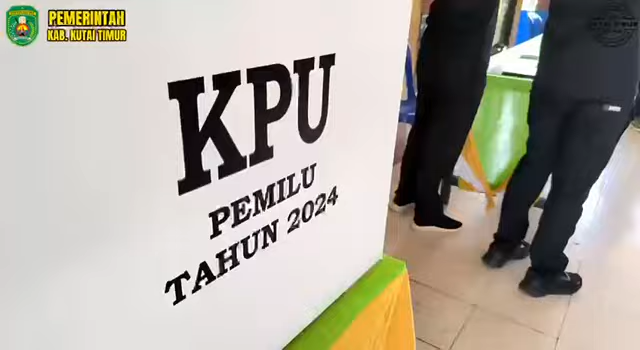 PEMERINTAH
KAB. KUTAI TIMUR
KPU
PEMILU
TAHUN 2024